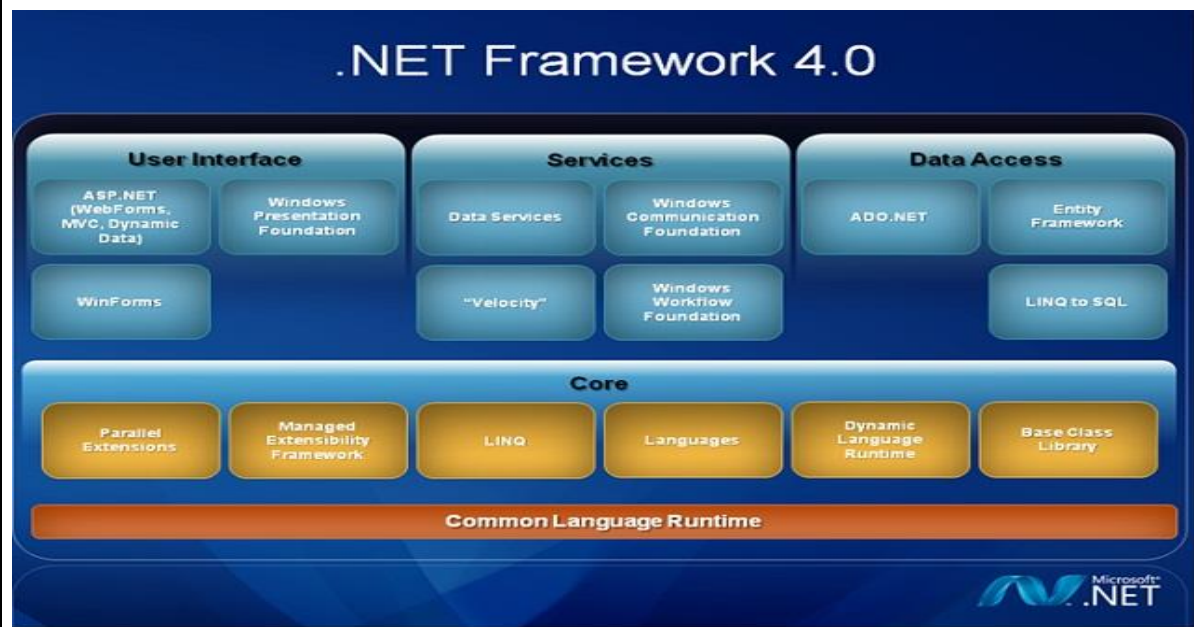 .NET Framework 4.0
User Interface
ASP.NET
(WebForms,
MVC, Dynamic
Data)
Windows
Presentation
Foundation
WinForms
Services
Data Services
Windows
Communication
Foundation
"Velocity"
Windows
Workflow
Foundation
Data Access
ADO.NET
Entity
Framework
LINQ to SQL
Core
Parallel
Extensions
Managed
Extensibility
Framework
LINQ
Languages
Dynamic
Language
Runtime
Base Class
Library
Common Language Runtime
Microsoft®
.NET